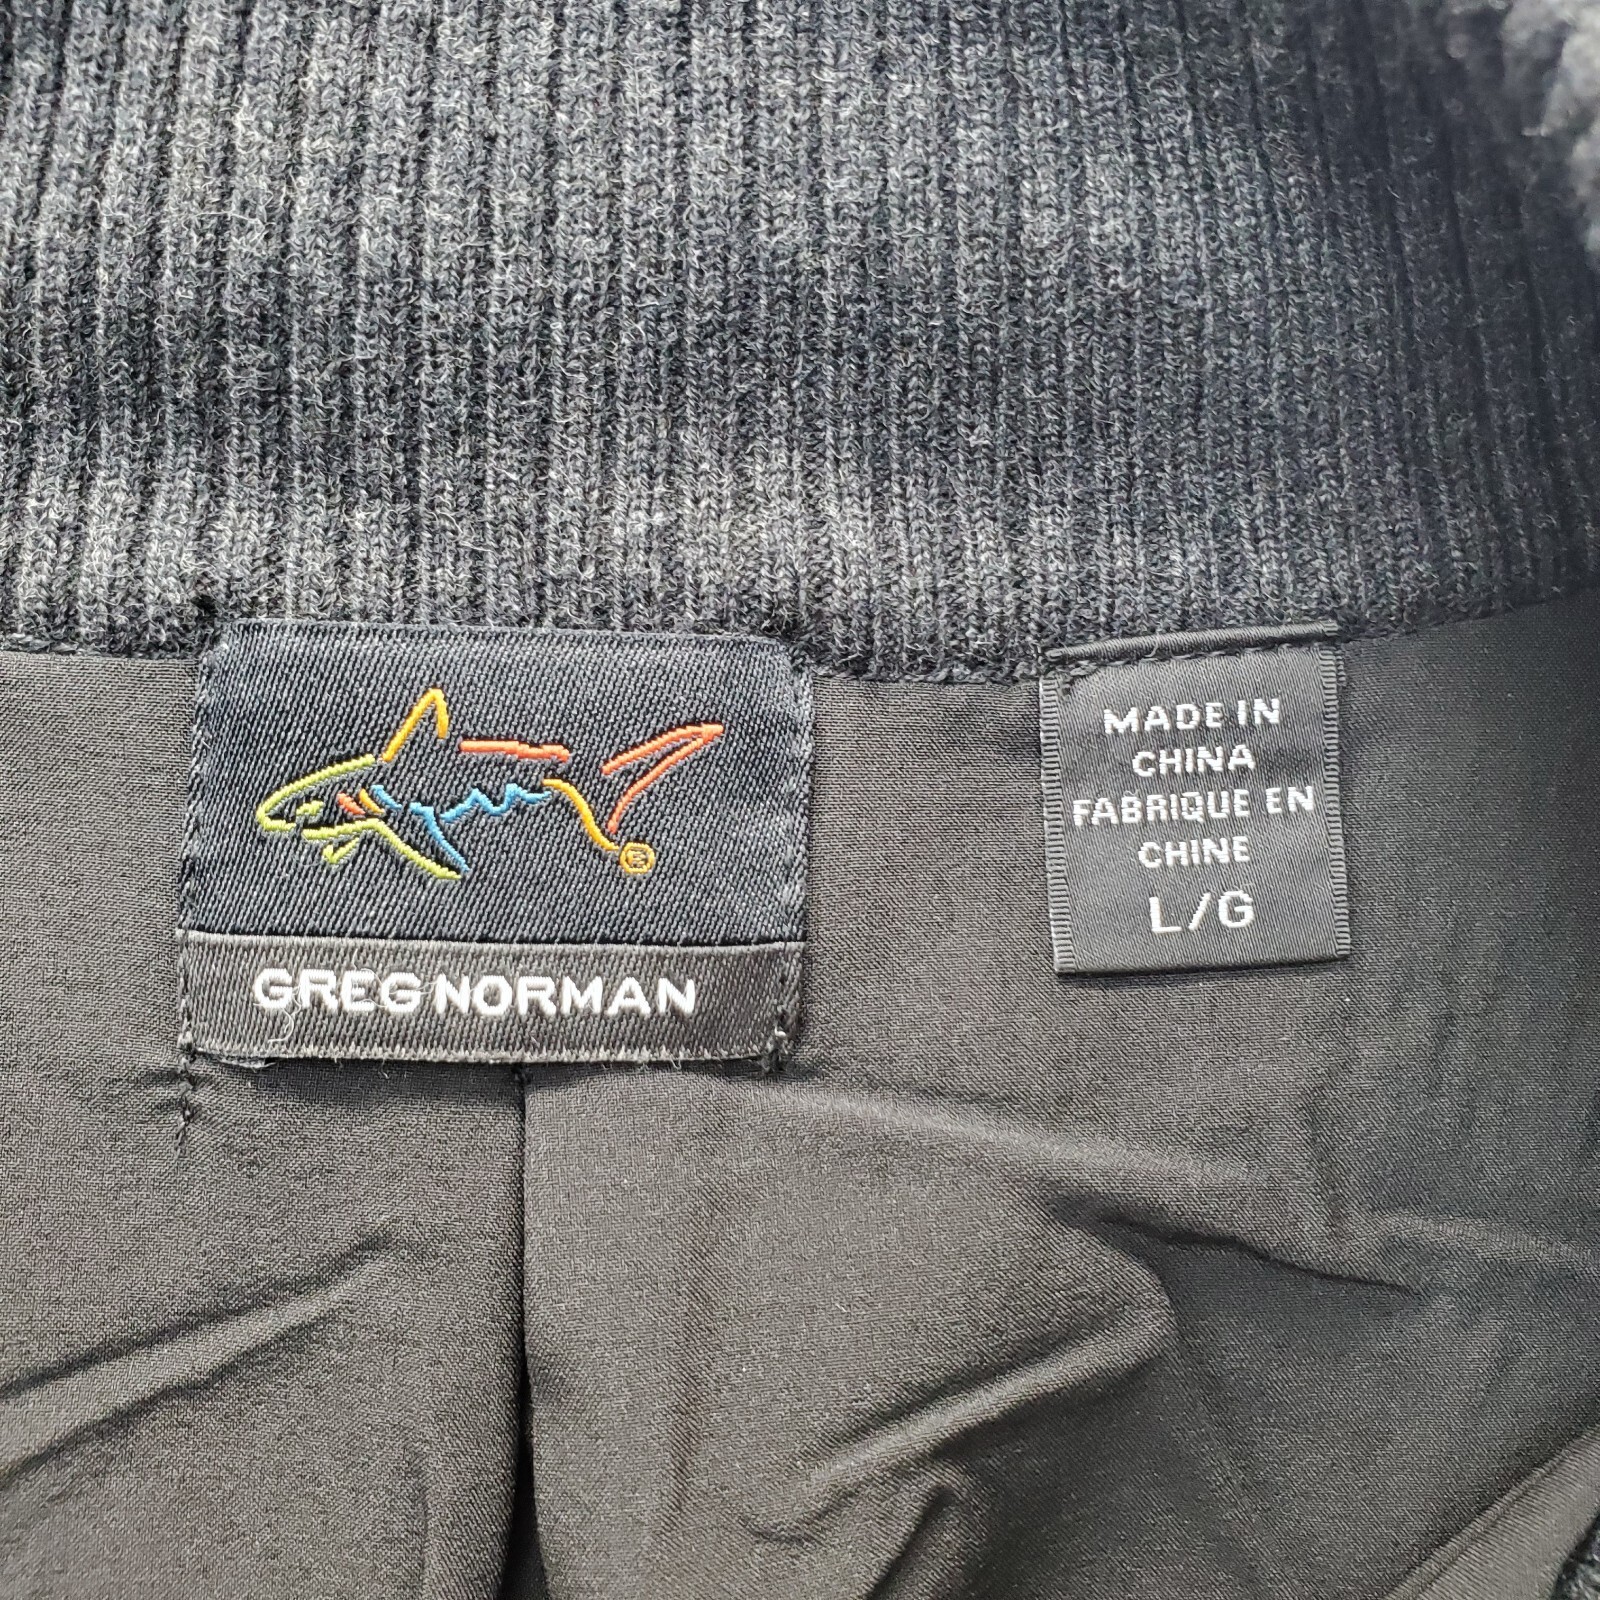 ®
GREG NORMAN
MADE IN
CHINA
FABRIQUE EN
CHINE
L/G